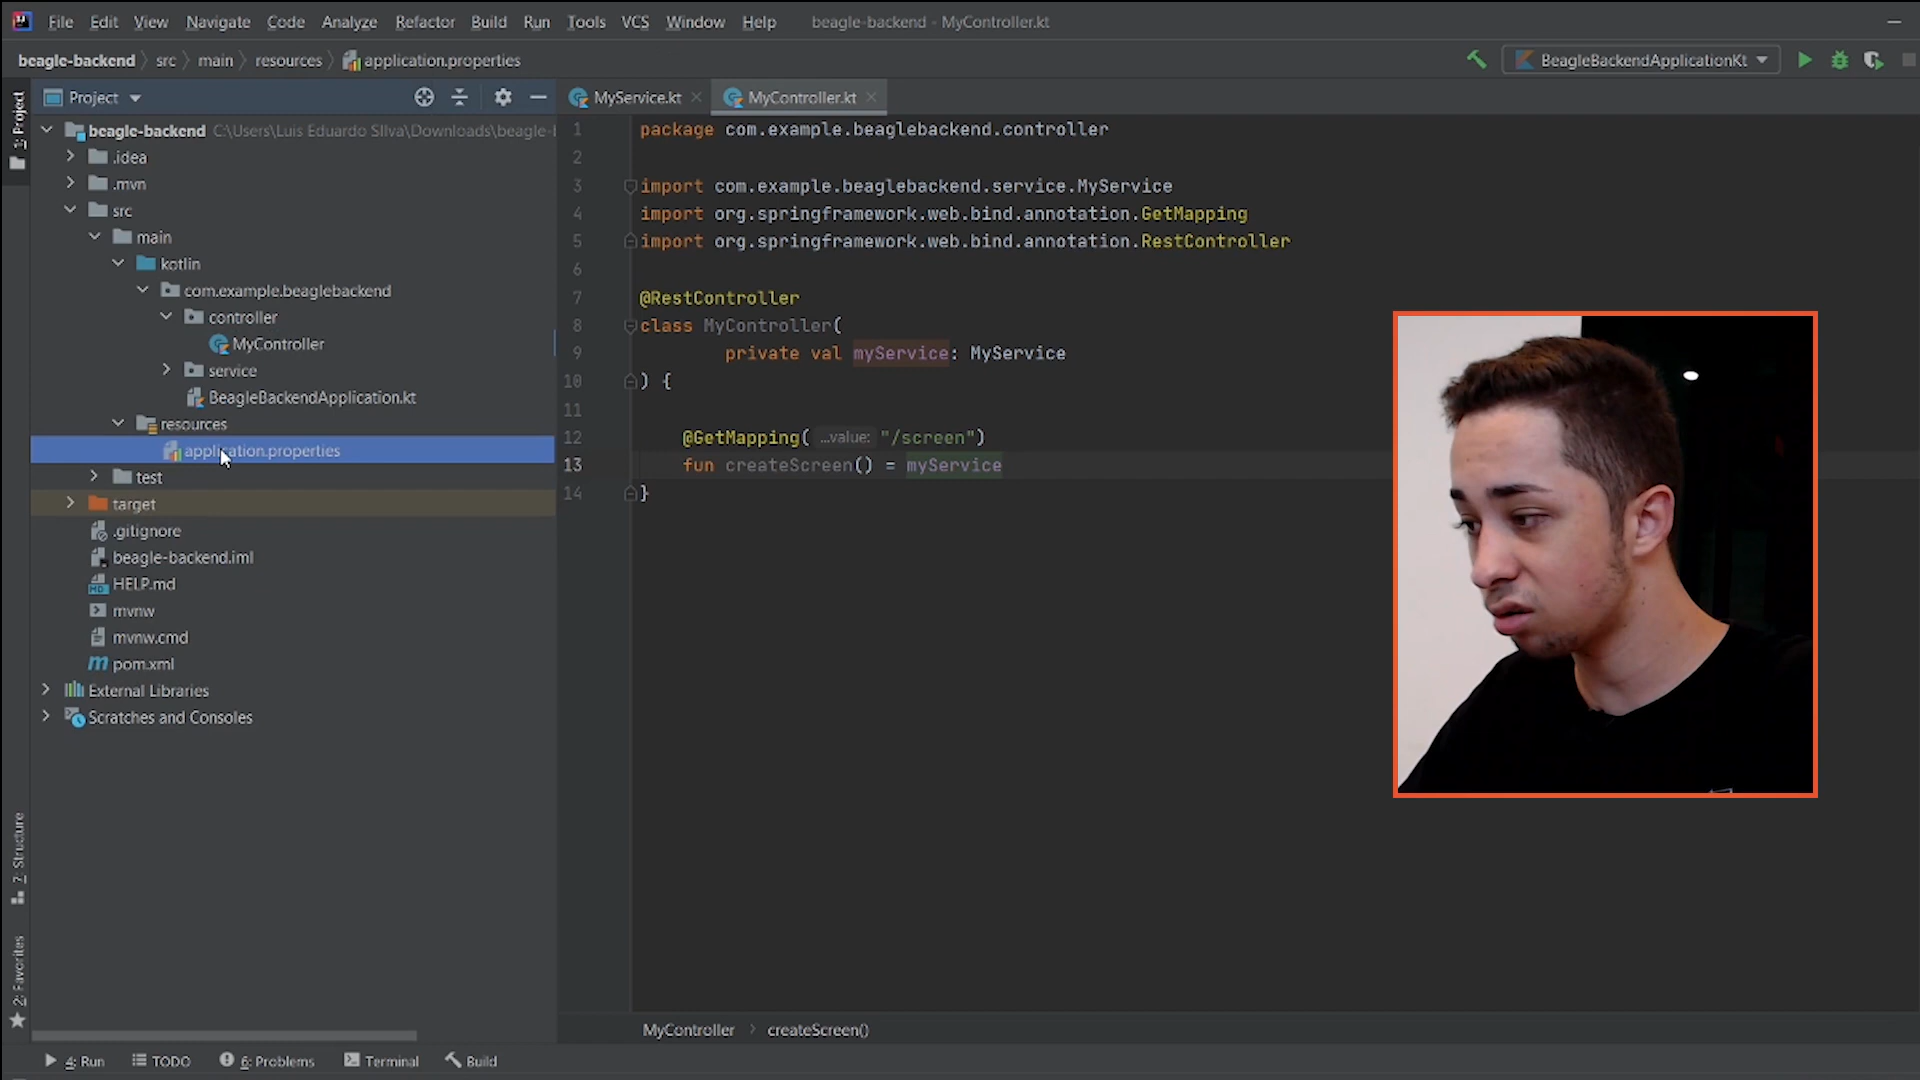 File Edit View Navigate Code Analyze Refactor Build Run Tools VCS Window Help beagle-backend - MyController.kt
beagle-backend src main resources application.properties
BeagleBackendApplicationKt
1: Project
Project
MyService.kt
MyController.kt
beagle-backend C:\Users\Luis Eduardo SIlva\Downloads\beagle-
.idea
.mvn
src
main
kotlin
com.example.beaglebackend
controller
MyController
service
BeagleBackendApplication.kt
resources
application.properties
test
target
.gitignore
beagle-backend.iml
HELP.md
mvnw
mvnw.cmd
pom.xml
External Libraries
Scratches and Consoles
1 package com.example.beaglebackend.controller
2
3 import com.example.beaglebackend.service.MyService
4 import org.springframework.web.bind.annotation.GetMapping
5 import org.springframework.web.bind.annotation.RestController
6
7 @RestController
8 class MyController(
9 private val myService: MyService
10 ) {
11
12 @GetMapping( ...value: "/screen")
13 fun createScreen() = myService
14 }
7: Structure
2: Favorites
MyController createScreen()
4: Run TODO 6: Problems Terminal Build